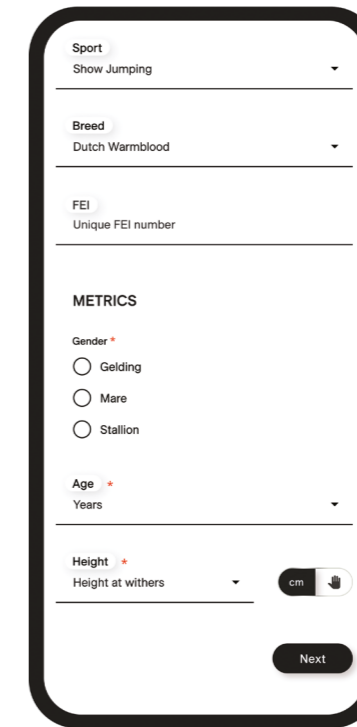 Sport
Show Jumping
Breed
Dutch Warmblood
FEI
Unique FEI number
METRICS
Gender *
Gelding
Mare
Stallion
Age *
Years
Height *
Height at withers
cm
Next